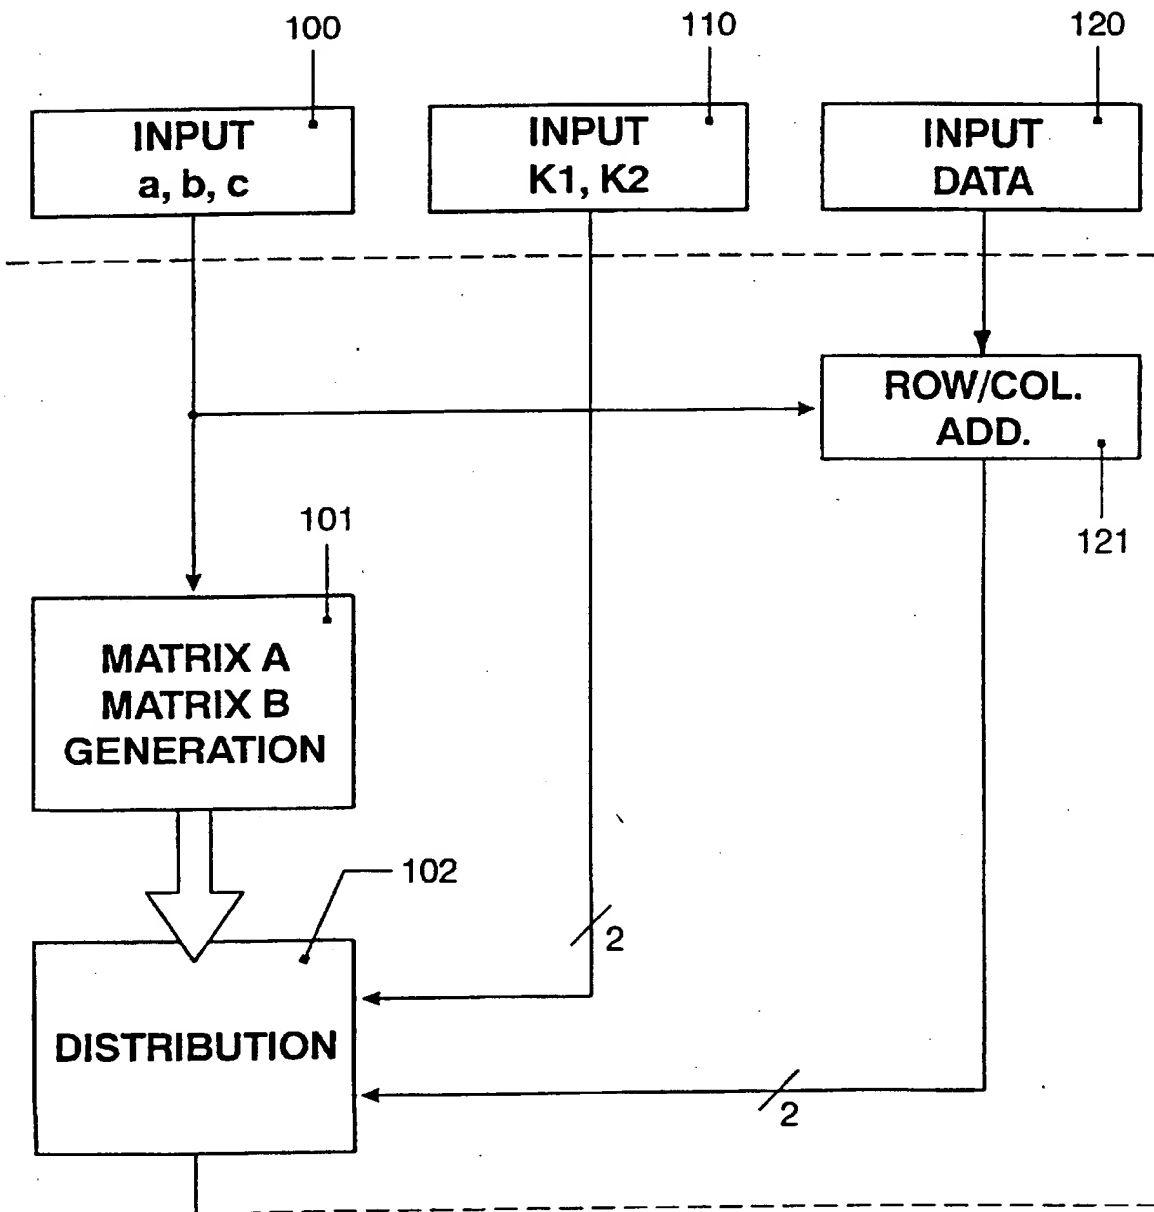 100
110
120
INPUT
a, b, c
INPUT
K1, K2
INPUT
DATA
ROW/COL.
ADD.
121
101
MATRIX A
MATRIX B
GENERATION
102
2
DISTRIBUTION
2